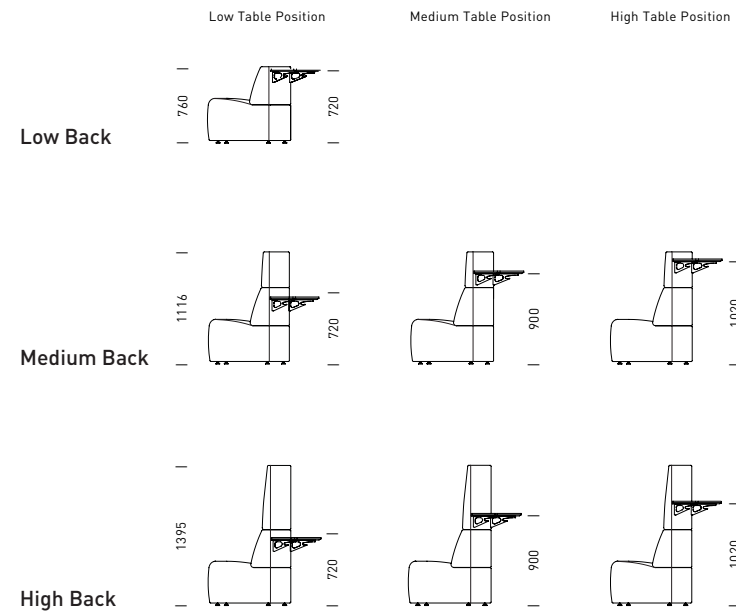 Low Table Position
Medium Table Position
High Table Position
760
720
Low Back
1116
720
900
1020
Medium Back
1395
720
900
1020
High Back